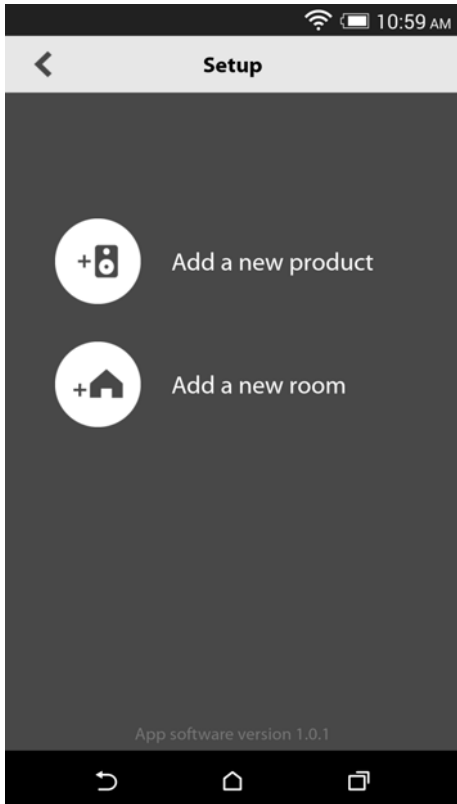 10:59 AM
Setup
Add a new product
Add a new room
App software version 1.0.1